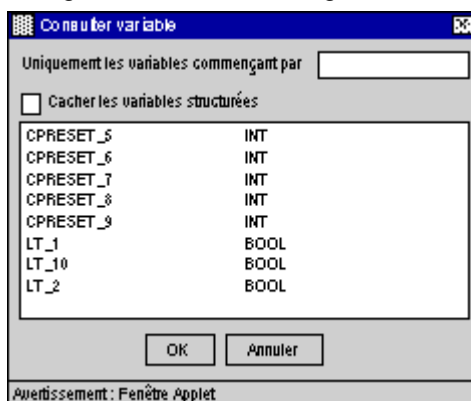 Consulter variable
Uniquement les variables commençant par
Cacher les variables structurées
CPRESET_5 INT
CPRESET_6 INT
CPRESET_7 INT
CPRESET_8 INT
CPRESET_9 INT
LT_1 BOOL
LT_10 BOOL
LT_2 BOOL
OK Annuler
Avertissement : Fenêtre Applet